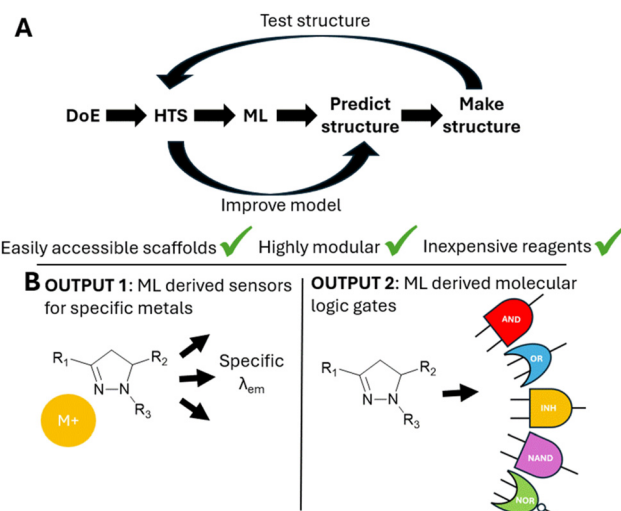 A
Test structure
DoE HTS ML Predict structure Make structure
Improve model
Easily accessible scaffolds Highly modular Inexpensive reagents
B OUTPUT 1: ML derived sensors
for specific metals
R1 R2
N N
R3
M+
Specific
λem
OUTPUT 2: ML derived molecular
logic gates
R1 R2
N N
R3
AND
OR
INH
NAND
NOR